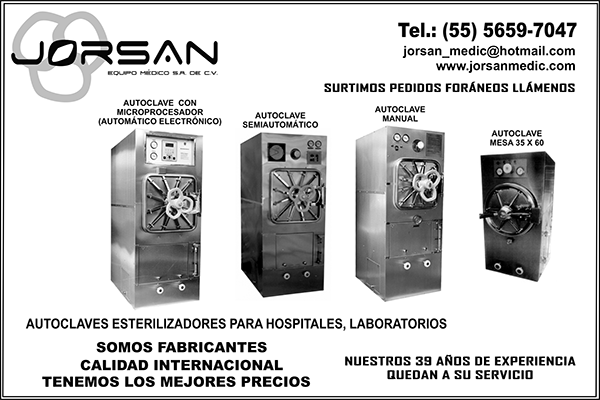 JORSAN
EQUIPO MÉDICO S.A. DE C.V.
Tel.: (55) 5659-7047
jorsan_medic@hotmail.com
www.jorsanmedic.com
SURTIMOS PEDIDOS FORÁNEOS LLÁMENOS
AUTOCLAVE CON
MICROPROCESADOR
(AUTOMÁTICO ELECTRÓNICO)
AUTOCLAVE
SEMIAUTOMÁTICO
AUTOCLAVE
MANUAL
AUTOCLAVE
MESA 35 X 60
AUTOCLAVES ESTERILIZADORES PARA HOSPITALES, LABORATORIOS
SOMOS FABRICANTES
CALIDAD INTERNACIONAL
TENEMOS LOS MEJORES PRECIOS
NUESTROS 39 AÑOS DE EXPERIENCIA
QUEDAN A SU SERVICIO